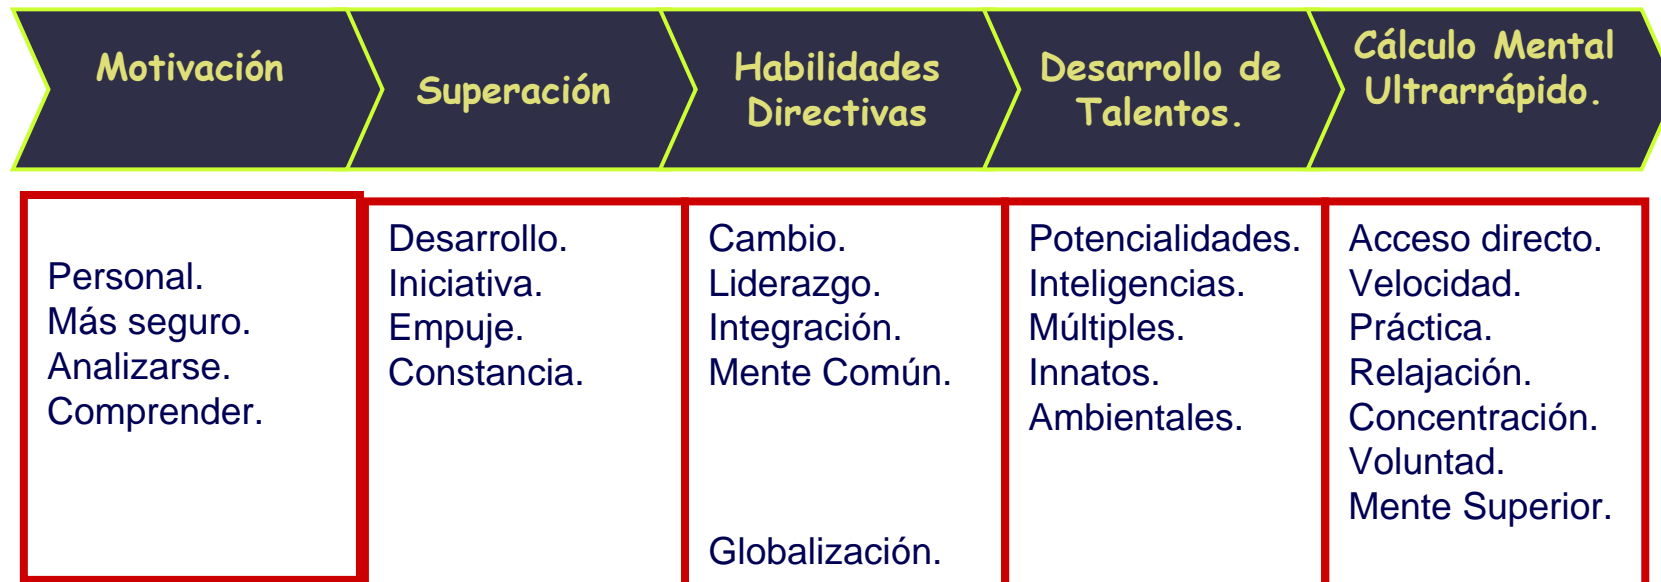 Motivación
Superación
Habilidades
Directivas
Desarrollo de
Talentos.
Cálculo Mental
Ultrarrápido.
Personal.
Más seguro.
Analizarse.
Comprender.
Desarrollo.
Iniciativa.
Empuje.
Constancia.
Cambio.
Liderazgo.
Integración.
Mente Común.
Globalización.
Potencialidades.
Inteligencias.
Múltiples.
Innatos.
Ambientales.
Acceso directo.
Velocidad.
Práctica.
Relajación.
Concentración.
Voluntad.
Mente Superior.